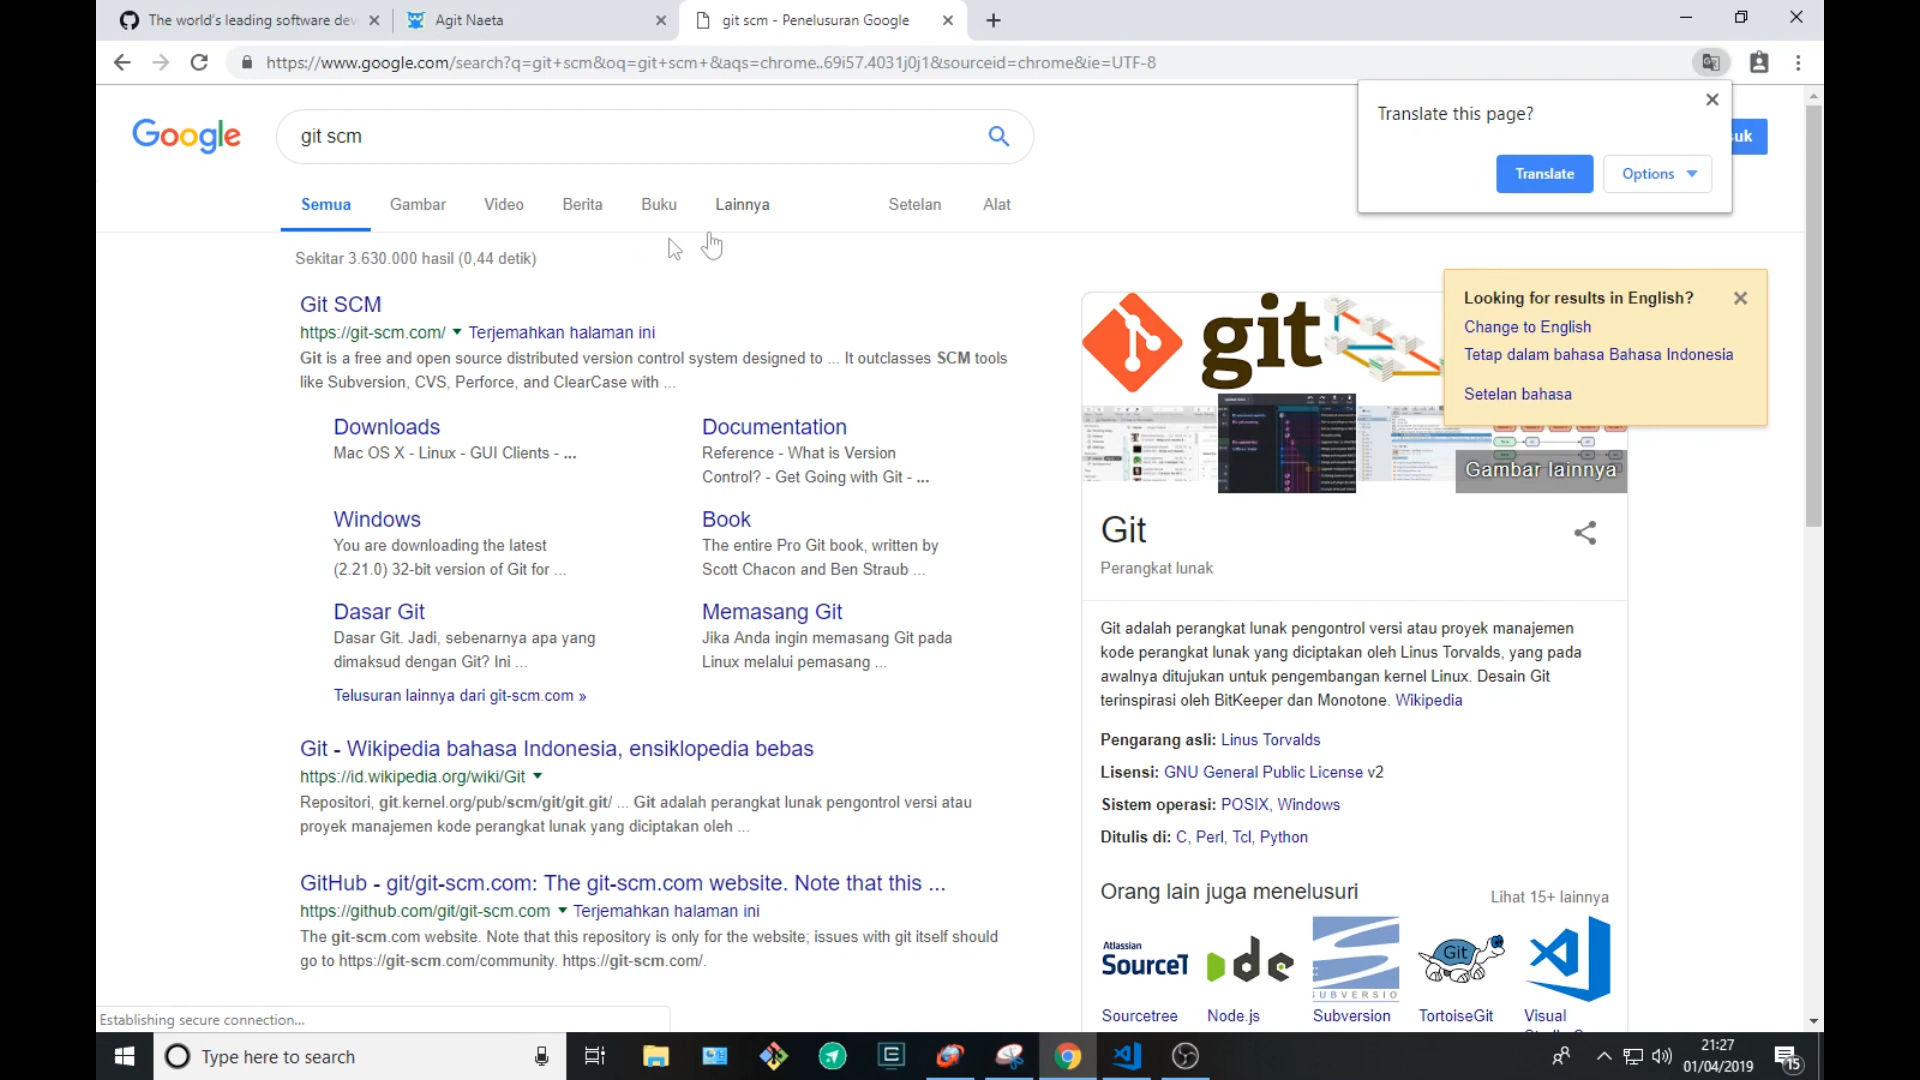 The world's leading software dev
Agit Naeta
git scm - Penelusuran Google
https://www.google.com/search?q=git+scm&oq=git+scm+&aqs=chrome..69i57.4031j0j1&sourceid=chrome&ie=UTF-8
Translate this page?
Translate
Options
uk
Google
git scm
Semua
Gambar
Video
Berita
Buku
Lainnya
Setelan
Alat
Sekitar 3.630.000 hasil (0,44 detik)
Git SCM
https://git-scm.com/ Terjemahkan halaman ini
Git is a free and open source distributed version control system designed to ... It outclasses SCM tools
like Subversion, CVS, Perforce, and ClearCase with ...
Downloads
Mac OS X - Linux - GUI Clients - ...
Documentation
Reference - What is Version
Control? - Get Going with Git - ...
Windows
You are downloading the latest
(2.21.0) 32-bit version of Git for ...
Book
The entire Pro Git book, written by
Scott Chacon and Ben Straub ...
Dasar Git
Dasar Git. Jadi, sebenarnya apa yang
dimaksud dengan Git? Ini ...
Memasang Git
Jika Anda ingin memasang Git pada
Linux melalui pemasang ...
Telusuran lainnya dari git-scm.com »
Git - Wikipedia bahasa Indonesia, ensiklopedia bebas
https://id.wikipedia.org/wiki/Git
Repositori, git.kernel.org/pub/scm/git/git.git/ ... Git adalah perangkat lunak pengontrol versi atau
proyek manajemen kode perangkat lunak yang diciptakan oleh ...
GitHub - git/git-scm.com: The git-scm.com website. Note that this ...
https://github.com/git/git-scm.com Terjemahkan halaman ini
The git-scm.com website. Note that this repository is only for the website; issues with git itself should
go to https://git-scm.com/community. https://git-scm.com/.
Looking for results in English?
Change to English
Tetap dalam bahasa Bahasa Indonesia
Setelan bahasa
git
Gambar lainnya
Git
Perangkat lunak
Git adalah perangkat lunak pengontrol versi atau proyek manajemen
kode perangkat lunak yang diciptakan oleh Linus Torvalds, yang pada
awalnya ditujukan untuk pengembangan kernel Linux. Desain Git
terinspirasi oleh BitKeeper dan Monotone. Wikipedia
Pengarang asli: Linus Torvalds
Lisensi: GNU General Public License v2
Sistem operasi: POSIX, Windows
Ditulis di: C, Perl, Tcl, Python
Orang lain juga menelusuri
Lihat 15+ lainnya
Atlassian
SourceT
SUBVERSIO
Git
Sourcetree
Node.js
Subversion
TortoiseGit
Visual
Establishing secure connection...
Type here to search
21:27
01/04/2019
15